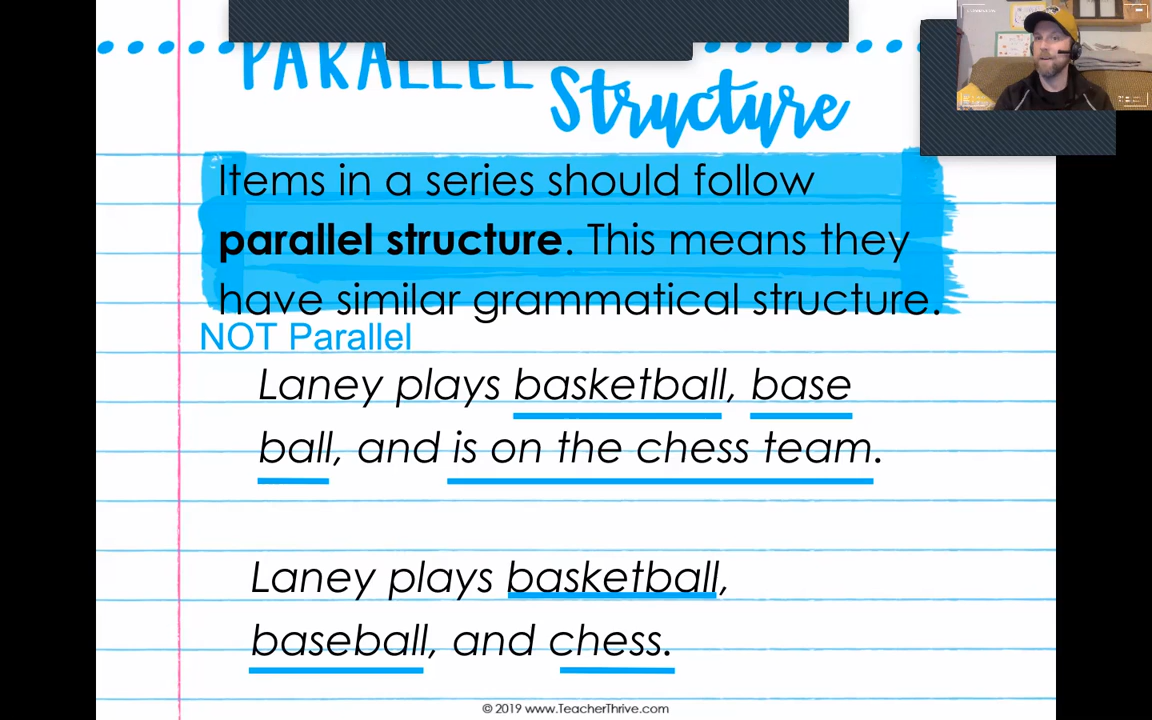 PARALLEL
Structure
Items in a series should follow
parallel structure. This means they
have similar grammatical structure.
NOT Parallel
Laney plays basketball, base
ball, and is on the chess team.
Laney plays basketball,
baseball, and chess.
© 2019 www.TeacherThrive.com